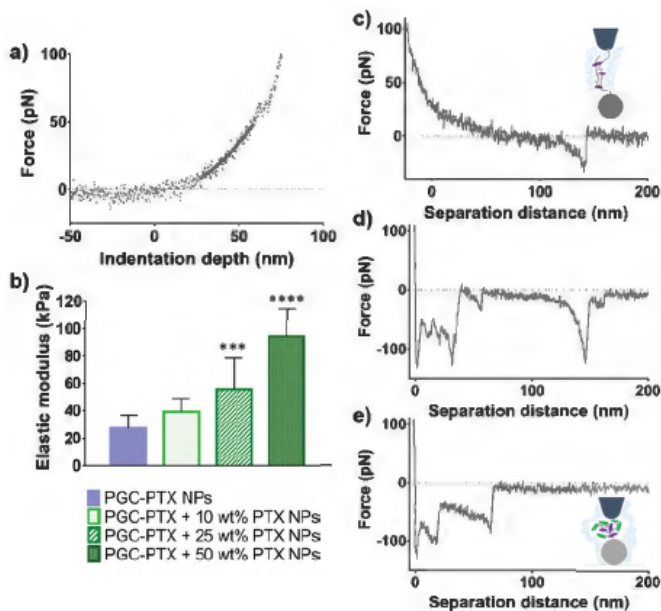 a)
Force (pN)
100
50
0
-50
0
50
100
Indentation depth (nm)
b)
Elastic modulus (kPa)
120
100
80
60
40
20
0
***
****
PGC-PTX NPs
PGC-PTX + 10 wt% PTX NPs
PGC-PTX + 25 wt% PTX NPs
PGC-PTX + 50 wt% PTX NPs
c)
Force (pN)
100
50
0
0
100
200
Separation distance (nm)
d)
Force (pN)
100
0
-100
0
50
100
150
200
Separation distance (nm)
e)
Force (pN)
100
0
-100
0
50
100
150
200
Separation distance (nm)